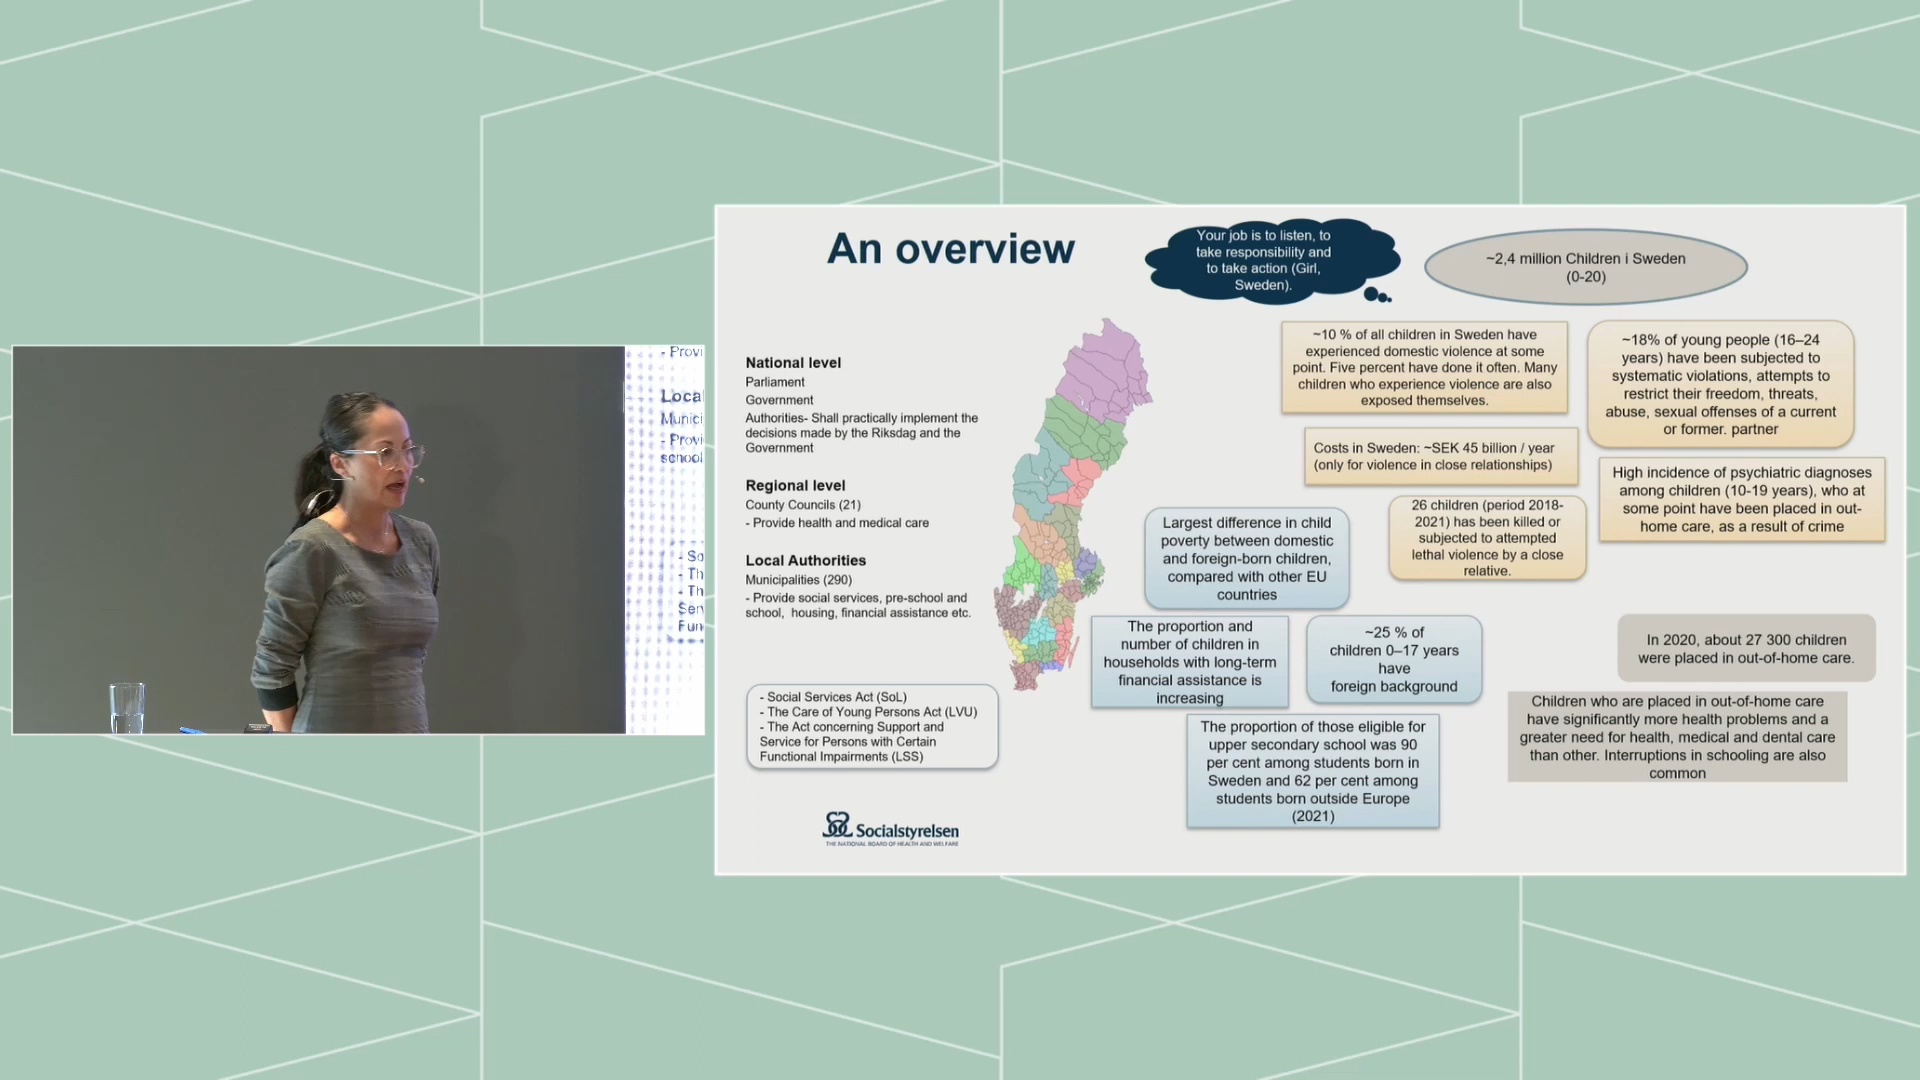 - Provi
Local
Munici
- Provi
school
- So
- Th
- Th
Serv
Fun
An overview
Your job is to listen, to
take responsibility and
to take action (Girl,
Sweden).
~2,4 million Children i Sweden
(0-20)
National level
Parliament
Government
Authorities- Shall practically implement the
decisions made by the Riksdag and the
Government
Regional level
County Councils (21)
- Provide health and medical care
Local Authorities
Municipalities (290)
- Provide social services, pre-school and
school, housing, financial assistance etc.
- Social Services Act (SoL)
- The Care of Young Persons Act (LVU)
- The Act concerning Support and
Service for Persons with Certain
Functional Impairments (LSS)
Socialstyrelsen
THE NATIONAL BOARD OF HEALTH AND WELFARE
~10 % of all children in Sweden have
experienced domestic violence at some
point. Five percent have done it often. Many
children who experience violence are also
exposed themselves.
~18% of young people (16–24
years) have been subjected to
systematic violations, attempts to
restrict their freedom, threats,
abuse, sexual offenses of a current
or former. partner
Costs in Sweden: ~SEK 45 billion / year
(only for violence in close relationships)
High incidence of psychiatric diagnoses
among children (10-19 years), who at
some point have been placed in out-
home care, as a result of crime
26 children (period 2018-
2021) has been killed or
subjected to attempted
lethal violence by a close
relative.
Largest difference in child
poverty between domestic
and foreign-born children,
compared with other EU
countries
The proportion and
number of children in
households with long-term
financial assistance is
increasing
~25 % of
children 0–17 years
have
foreign background
In 2020, about 27 300 children
were placed in out-of-home care.
Children who are placed in out-of-home care
have significantly more health problems and a
greater need for health, medical and dental care
than other. Interruptions in schooling are also
common
The proportion of those eligible for
upper secondary school was 90
per cent among students born in
Sweden and 62 per cent among
students born outside Europe
(2021)